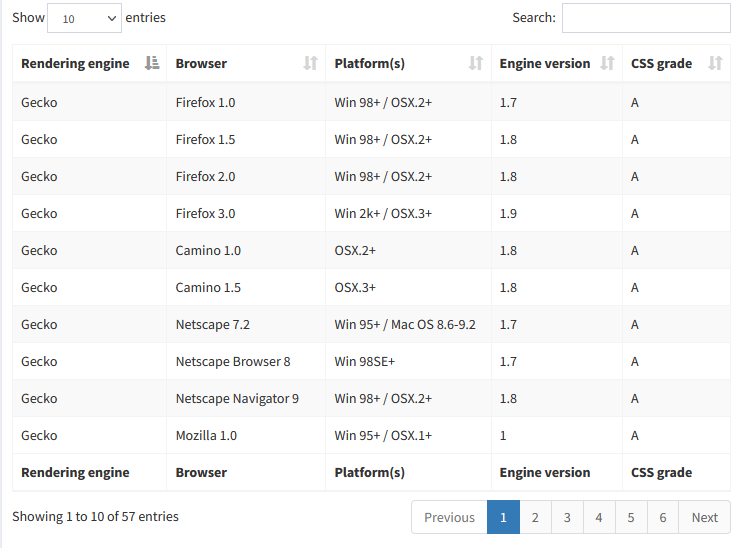 Show 10 entries Search:
Rendering engine Browser Platform(s) Engine version CSS grade
Gecko Firefox 1.0 Win 98+ / OSX.2+ 1.7 A
Gecko Firefox 1.5 Win 98+ / OSX.2+ 1.8 A
Gecko Firefox 2.0 Win 98+ / OSX.2+ 1.8 A
Gecko Firefox 3.0 Win 2k+ / OSX.3+ 1.9 A
Gecko Camino 1.0 OSX.2+ 1.8 A
Gecko Camino 1.5 OSX.3+ 1.8 A
Gecko Netscape 7.2 Win 95+ / Mac OS 8.6-9.2 1.7 A
Gecko Netscape Browser 8 Win 98SE+ 1.7 A
Gecko Netscape Navigator 9 Win 98+ / OSX.2+ 1.8 A
Gecko Mozilla 1.0 Win 95+ / OSX.1+ 1 A
Rendering engine Browser Platform(s) Engine version CSS grade
Showing 1 to 10 of 57 entries Previous 1 2 3 4 5 6 Next